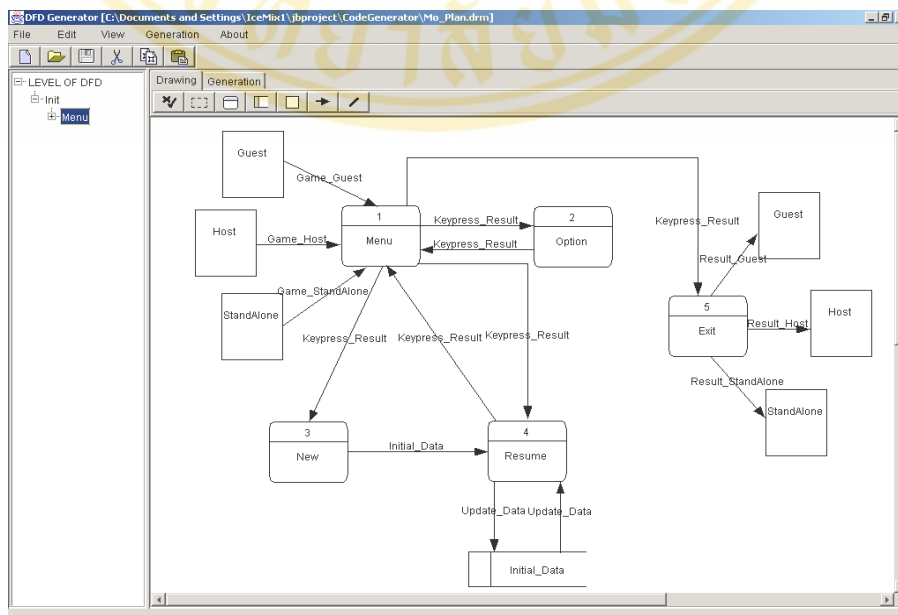 DFD Generator [C:\Documents and Settings\IceMix1\jbproject\CodeGenerator\Mo_Plan.drm]
File Edit View Generation About
LEVEL OF DFD
Init
Menu
Drawing Generation
Guest
Game_Guest
Host
Game_Host
StandAlone
Game_StandAlone
1
Menu
Keypress_Result
Keypress_Result
2
Option
Keypress_Result
Keypress_Result
Keypress_Result
Keypress_Result
3
New
Initial_Data
4
Resume
Update_Data
Update_Data
Initial_Data
5
Exit
Result_Guest
Guest
Result_Host
Host
Result_StandAlone
StandAlone